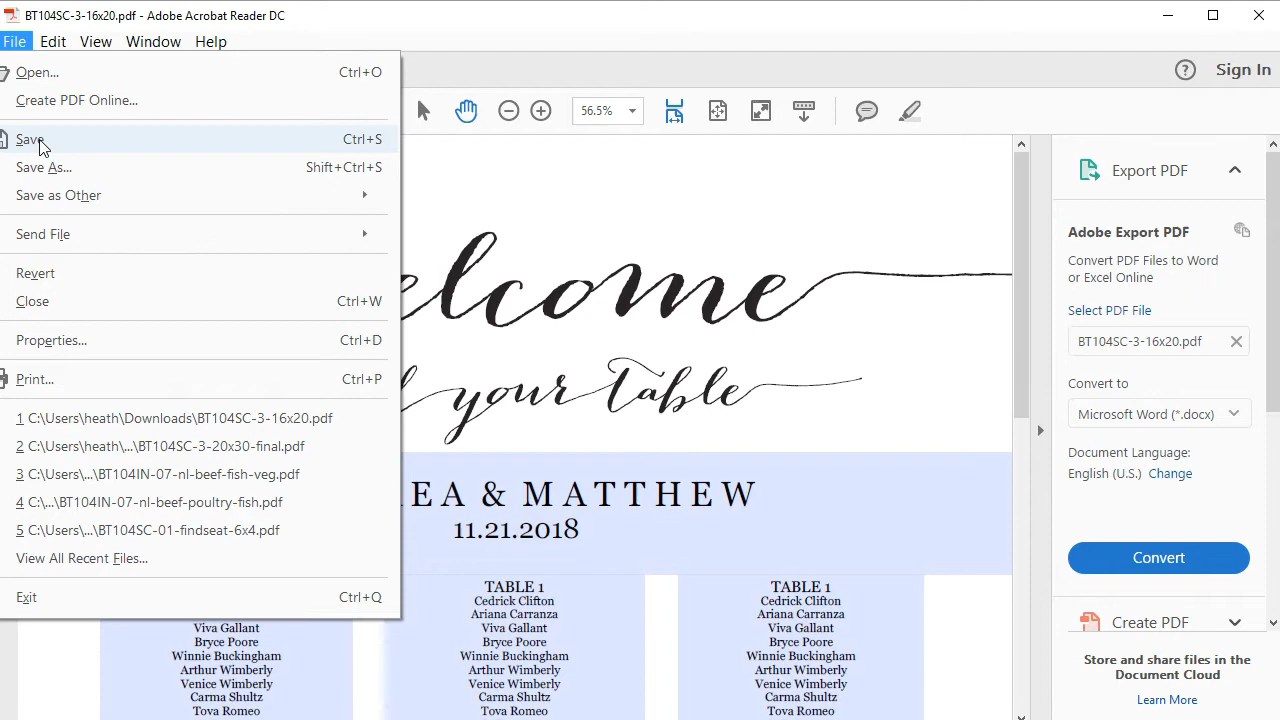 BT104SC-3-16x20.pdf - Adobe Acrobat Reader DC
File Edit View Window Help
Open... Ctrl+O
Create PDF Online...
Save Ctrl+S
Save As... Shift+Ctrl+S
Save as Other
Send File
Revert
Close Ctrl+W
Properties... Ctrl+D
Print... Ctrl+P
1 C:\Users\heath\Downloads\BT104SC-3-16x20.pdf
2 C:\Users\heath\...\BT104SC-3-20x30-final.pdf
3 C:\Users\...\BT104IN-07-nl-beef-fish-veg.pdf
4 C:\...\BT104IN-07-nl-beef-poultry-fish.pdf
5 C:\Users\...\BT104SC-01-findseat-6x4.pdf
View All Recent Files...
Exit Ctrl+Q
Sign In
56.5%
elcome
d your Table
EA & MATTHEW
11.21.2018
Viva Gallant
Bryce Poore
Winnie Buckingham
Arthur Wimberly
Venice Wimberly
Carma Shultz
Tova Romeo
TABLE 1
Cedrick Clifton
Ariana Carranza
Viva Gallant
Bryce Poore
Winnie Buckingham
Arthur Wimberly
Venice Wimberly
Carma Shultz
Tova Romeo
TABLE 1
Cedrick Clifton
Ariana Carranza
Viva Gallant
Bryce Poore
Winnie Buckingham
Arthur Wimberly
Venice Wimberly
Carma Shultz
Tova Romeo
Export PDF
Adobe Export PDF
Convert PDF Files to Word
or Excel Online
Select PDF File
BT104SC-3-16x20.pdf
Convert to
Microsoft Word (*.docx)
Document Language:
English (U.S.) Change
Convert
Create PDF
Store and share files in the
Document Cloud
Learn More